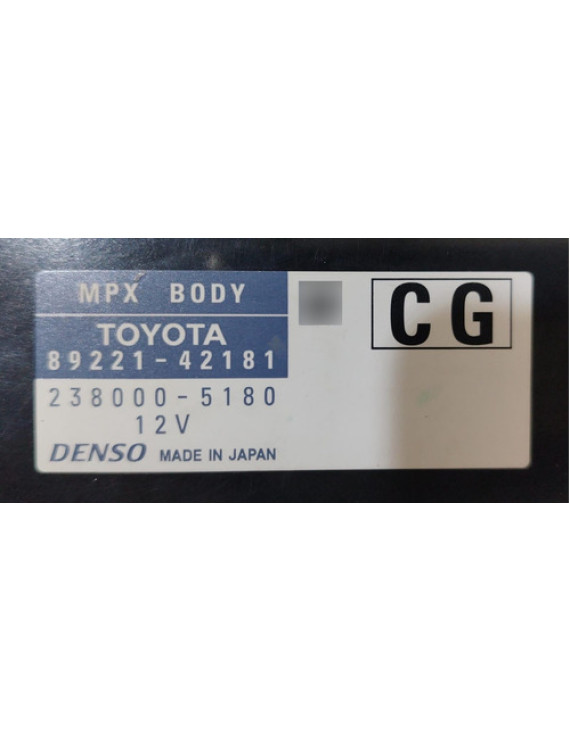 MPX BODY
TOYOTA
89221-42181
238000-5180
12V
DENSO MADE IN JAPAN
CG